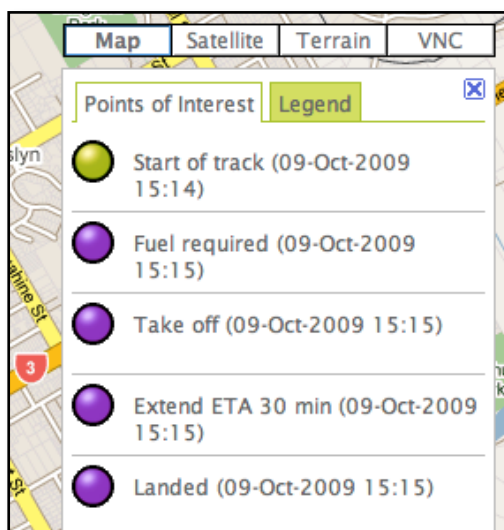 Map Satellite Terrain VNC
Points of Interest Legend
slyn
Start of track (09-Oct-2009
15:14)
Fuel required (09-Oct-2009
15:15)
Take off (09-Oct-2009 15:15)
3
Extend ETA 30 min (09-Oct-2009
15:15)
Landed (09-Oct-2009 15:15)